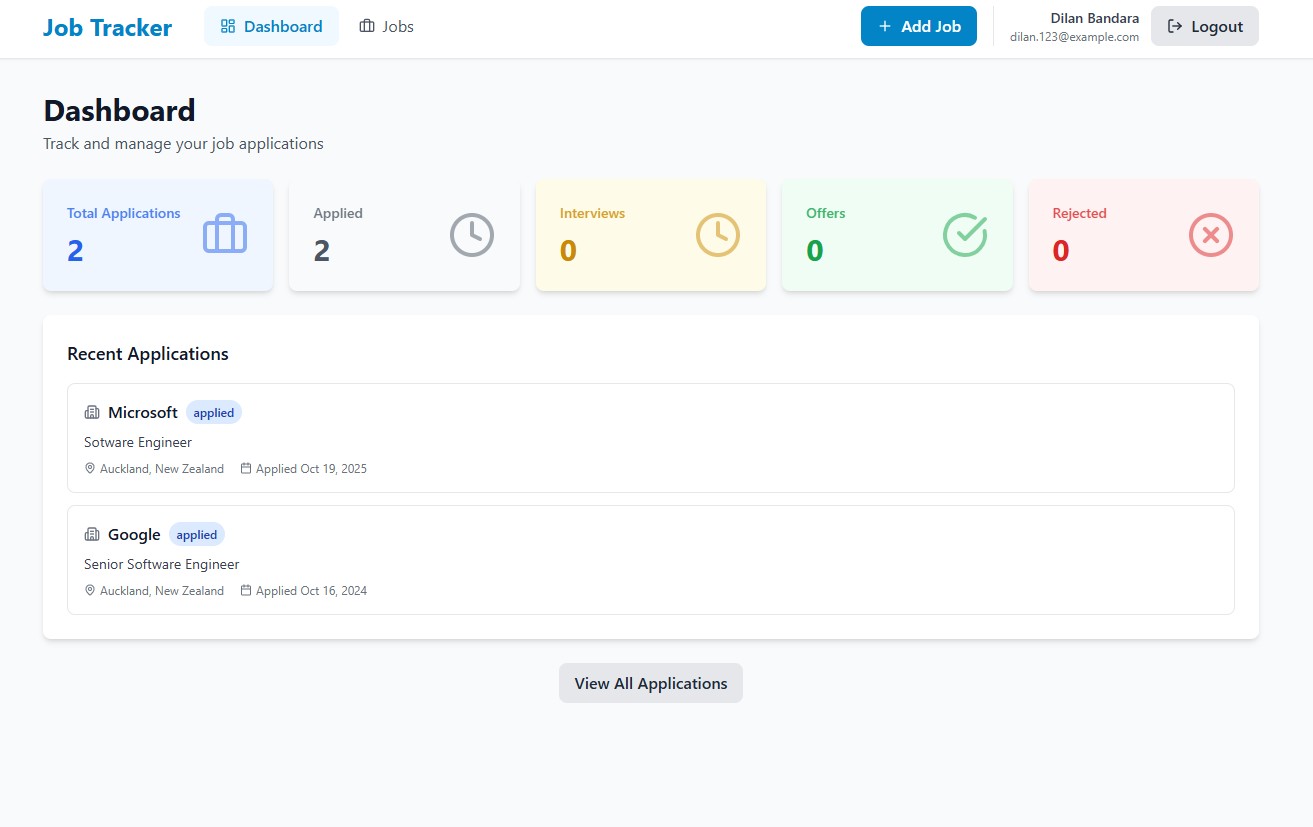 Job Tracker
Dashboard
Jobs
Add Job
Dilan Bandara
dilan.123@example.com
Logout
Dashboard
Track and manage your job applications
Total Applications
2
Applied
2
Interviews
0
Offers
0
Rejected
0
Recent Applications
Microsoft applied
Sotware Engineer
Auckland, New Zealand Applied Oct 19, 2025
Google applied
Senior Software Engineer
Auckland, New Zealand Applied Oct 16, 2024
View All Applications